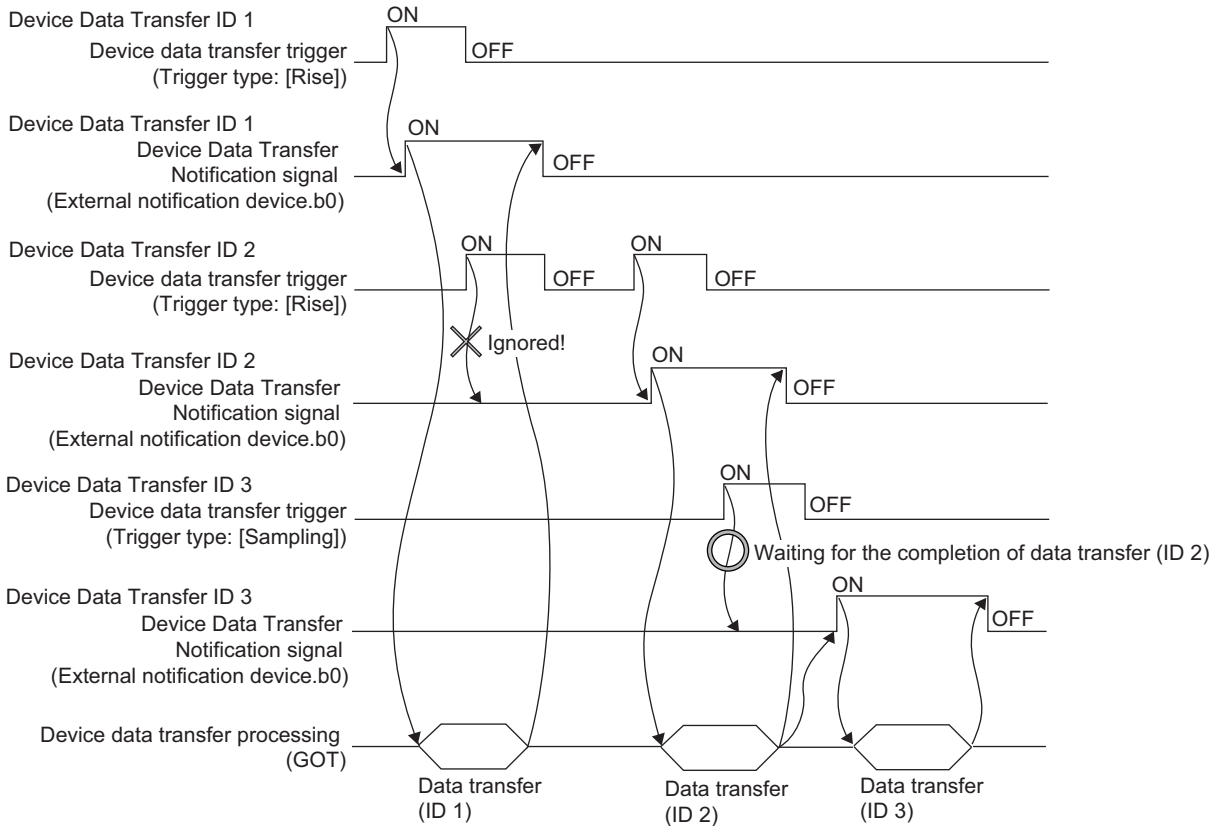 Device Data Transfer ID 1
ON
Device data transfer trigger
OFF
(Trigger type: [Rise])
Device Data Transfer ID 1
ON
Device Data Transfer
Notification signal
OFF
(External notification device.b0)
Device Data Transfer ID 2
ON
ON
Device data transfer trigger
OFF
OFF
(Trigger type: [Rise])
Ignored!
Device Data Transfer ID 2
ON
Device Data Transfer
OFF
Notification signal
(External notification device.b0)
Device Data Transfer ID 3
ON
Device data transfer trigger
OFF
(Trigger type: [Sampling])
Waiting for the completion of data transfer (ID 2)
Device Data Transfer ID 3
ON
Device Data Transfer
OFF
Notification signal
(External notification device.b0)
Device data transfer processing
(GOT)
Data transfer
(ID 1)
Data transfer
(ID 2)
Data transfer
(ID 3)